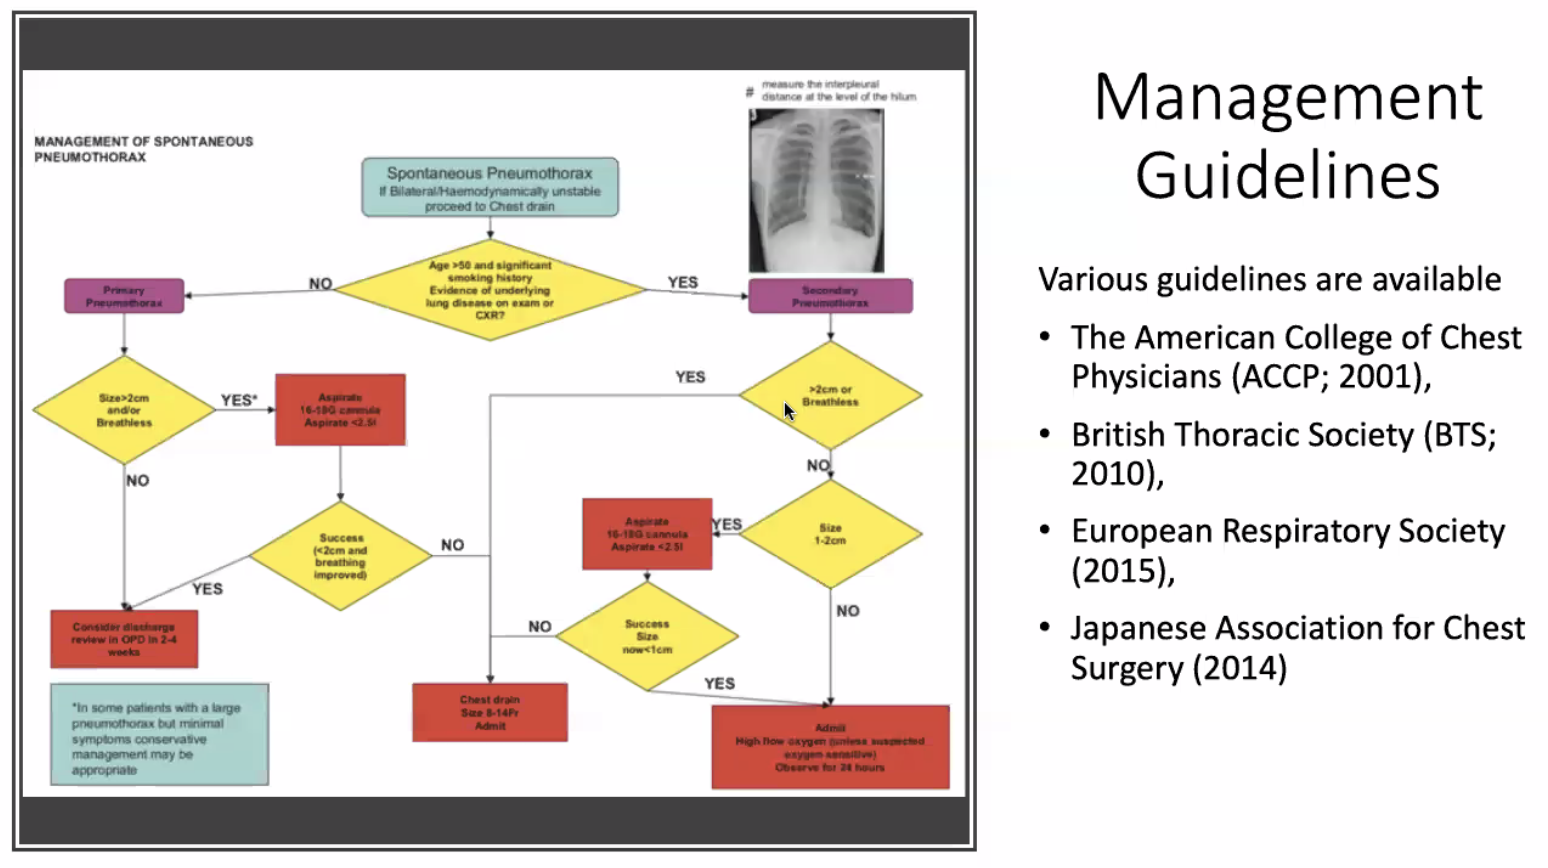 # measure the interpleural
distance at the level of the hilum
MANAGEMENT OF SPONTANEOUS
PNEUMOTHORAX
Spontaneous Pneumothorax
If Bilateral/Haemodynamically unstable
proceed to Chest drain
Age >50 and significant
smoking history
Evidence of underlying
lung disease on exam or
CXR?
NO
YES
Primary
Pneumothorax
Secondary
Pneumothorax
Size>2cm
and/or
Breathless
YES*
Aspirate
16-18G cannula
Aspirate <2.5l
YES
>2cm or
Breathless
NO
NO
Success
(<2cm and
breathing
improved)
NO
YES
Aspirate
16-18G cannula
Aspirate <2.5l
YES
Size
1-2cm
NO
Success
Size
now<1cm
NO
YES
Consider discharge
review in OPD in 2-4
weeks
Chest drain
Size 8-14Fr
Admit
Admit
High flow oxygen (unless suspected
oxygen sensitive)
Observe for 24 hours
*In some patients with a large
pneumothorax but minimal
symptoms conservative
management may be
appropriate
Management
Guidelines
Various guidelines are available
• The American College of Chest
Physicians (ACCP; 2001),
• British Thoracic Society (BTS;
2010),
• European Respiratory Society
(2015),
• Japanese Association for Chest
Surgery (2014)